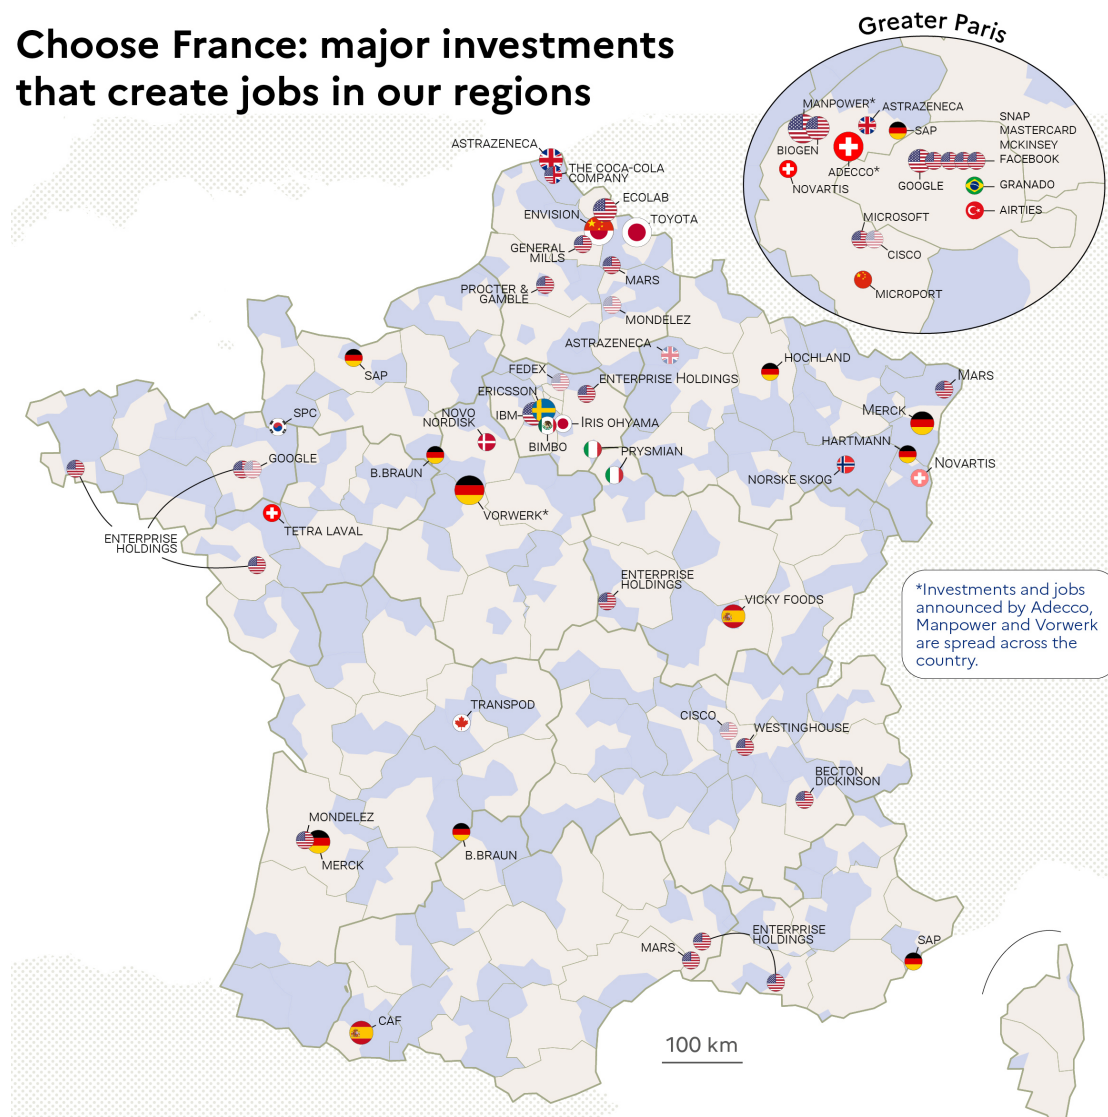 Choose France: major investments
that create jobs in our regions
Greater Paris
MANPOWER*
ASTRAZENECA
SAP
BIOGEN
ADECCO*
NOVARTIS
SNAP
MASTERCARD
MCKINSEY
FACEBOOK
GOOGLE
GRANADO
AIRTIES
MICROSOFT
CISCO
MICROPORT
ASTRAZENECA
THE COCA-COLA
COMPANY
ECOLAB
ENVISION
TOYOTA
GENERAL
MILLS
MARS
PROCTER &
GAMBLE
MONDELEZ
ASTRAZENECA
HOCHLAND
SAP
FEDEX
ENTERPRISE HOLDINGS
MARS
ERICSSON
IBM
NOVO
NORDISK
BIMBO
IRIS OHYAMA
MERCK
SPC
HARTMANN
GOOGLE
B.BRAUN
PRYSMIAN
NOVARTIS
NORSKE SKOG
VORWERK*
TETRA LAVAL
ENTERPRISE
HOLDINGS
ENTERPRISE
HOLDINGS
VICKY FOODS
*Investments and jobs
announced by Adecco,
Manpower and Vorwerk
are spread across the
country.
TRANSPOD
CISCO
WESTINGHOUSE
BECTON
DICKINSON
MONDELEZ
MERCK
B.BRAUN
ENTERPRISE
HOLDINGS
MARS
SAP
CAF
100 km